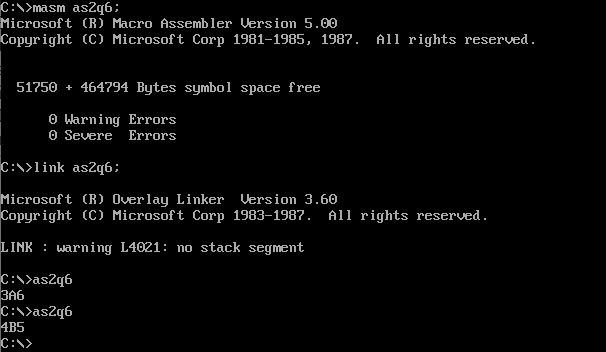 C:\>masm as2q6;
Microsoft (R) Macro Assembler Version 5.00
Copyright (C) Microsoft Corp 1981-1985, 1987.  All rights reserved.
51750 + 464794 Bytes symbol space free
0 Warning Errors
0 Severe  Errors
C:\>link as2q6;
Microsoft (R) Overlay Linker  Version 3.60
Copyright (C) Microsoft Corp 1983-1987.  All rights reserved.
LINK : warning L4021: no stack segment
C:\>as2q6
3A6
C:\>as2q6
4B5
C:\>